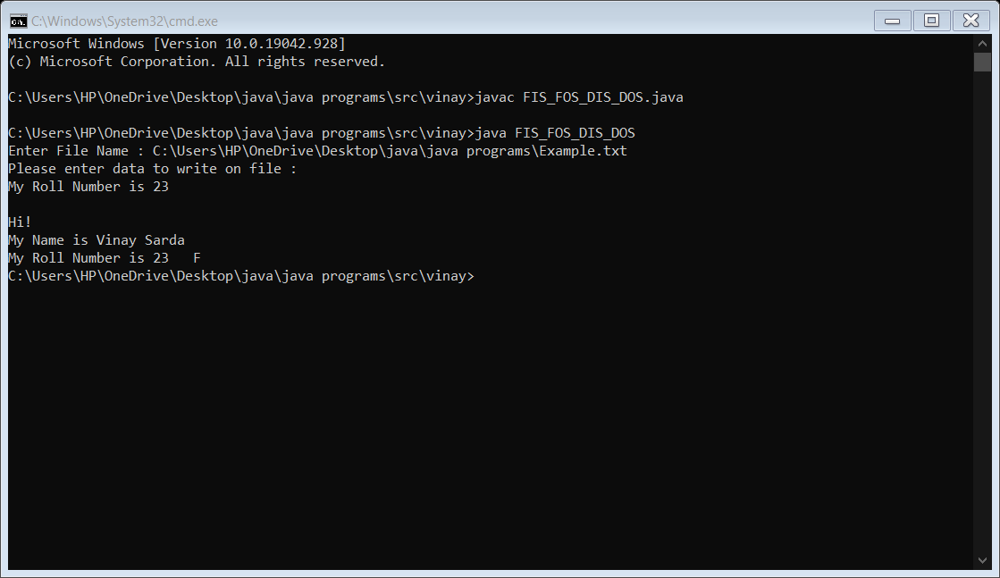 C:\Windows\System32\cmd.exe
Microsoft Windows [Version 10.0.19042.928]
(c) Microsoft Corporation. All rights reserved.
C:\Users\HP\OneDrive\Desktop\java\java programs\src\vinay>javac FIS_FOS_DIS_DOS.java
C:\Users\HP\OneDrive\Desktop\java\java programs\src\vinay>java FIS_FOS_DIS_DOS
Enter File Name : C:\Users\HP\OneDrive\Desktop\java\java programs\Example.txt
Please enter data to write on file :
My Roll Number is 23
Hi!
My Name is Vinay Sarda
My Roll Number is 23   F
C:\Users\HP\OneDrive\Desktop\java\java programs\src\vinay>